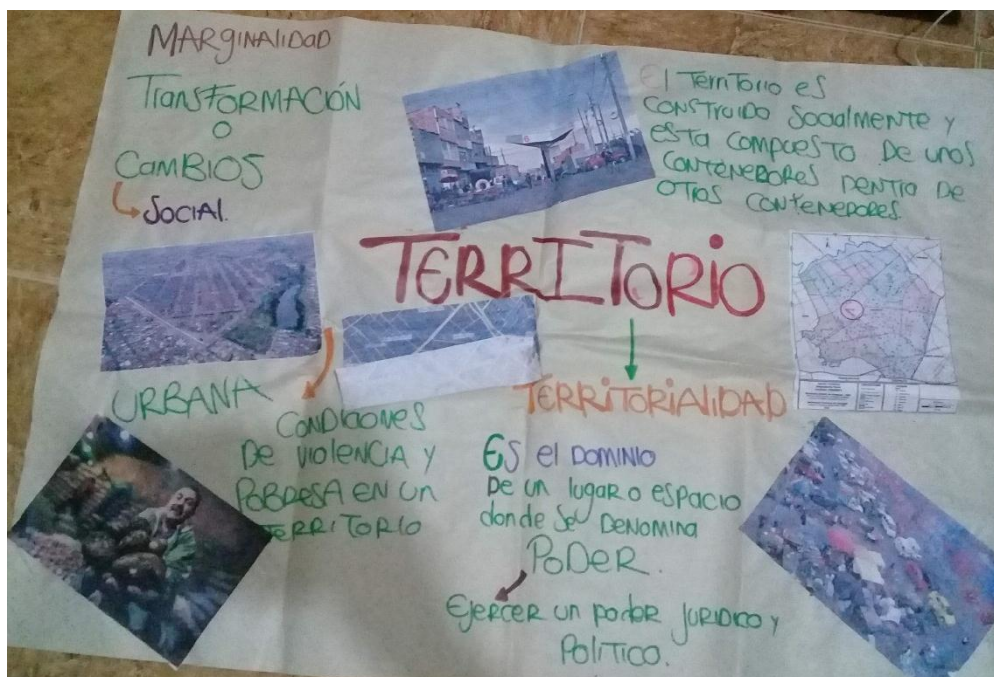 MARGINALIDAD
TRANSFORMACIÓN
O
CAMBIOS
SOCIAL.
El Territorio es
CONSTRUIDO Socialmente y
esta compuesto de unos
contenedores dentro de
otros contenedores.
TERRITORIO
URBANA
CONDICIONES
De violencia y
POBRESA EN UN
TERRITORIO
TERRITORIALIDAD
ES el DOMINIO
De un lugar o espacio
donde se denomina
PODER.
Ejercer un poder jurídico y
Político.